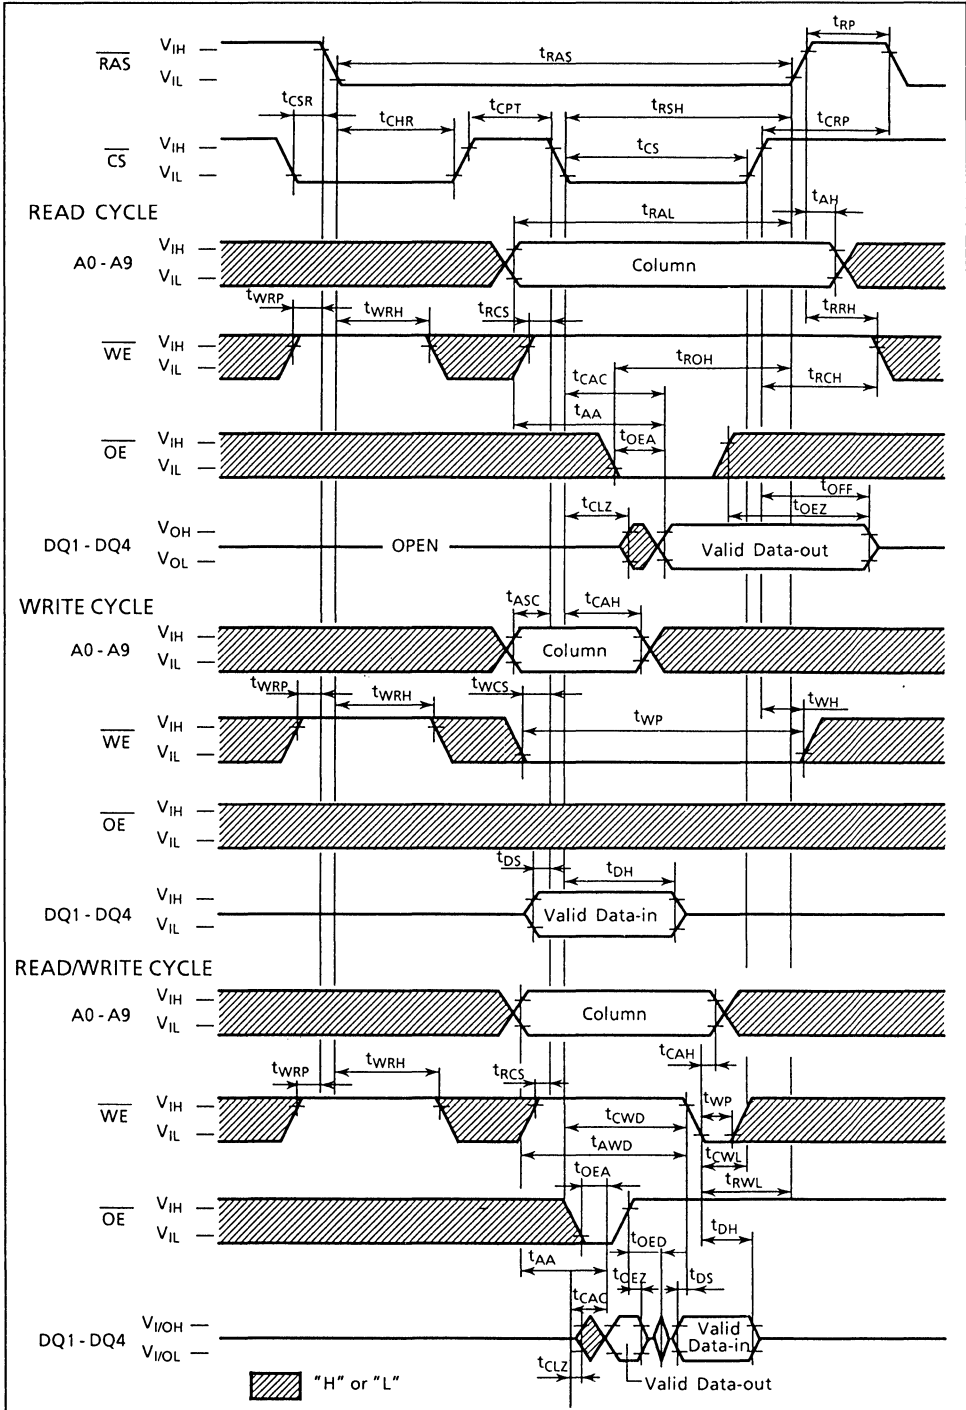 tRP
RAS VIH
VIL
tRAS
tCSR tCHR tCPT tRSH tCRP
CS VIH
VIL
tCS
READ CYCLE
tRAL tAH
A0 - A9 VIH
VIL
Column
tWRP tWRH tRCS tRRH
WE VIH
VIL
tROH
tCAC tRCH
tAA
OE VIH
VIL
tOEA
tOFF
tCLZ tOEZ
DQ1 - DQ4 VOH
VOL
OPEN Valid Data-out
WRITE CYCLE
tASC tCAH
A0 - A9 VIH
VIL
Column
tWRP tWRH tWCS tWP tWH
WE VIH
VIL
OE VIH
VIL
tDS tDH
DQ1 - DQ4 VIH
VIL
Valid Data-in
READ/WRITE CYCLE
A0 - A9 VIH
VIL
Column
tCAH
tWRP tWRH tRCS
WE VIH
VIL
tWP
tCWD
tAWD tCWL
tOEA tRWL
OE VIH
VIL
tOED tDH
tAA
tOEZ tDS
tCAC
DQ1 - DQ4 VI/OH
VI/OL
Valid
Data-in
tCLZ
"H" or "L"
Valid Data-out